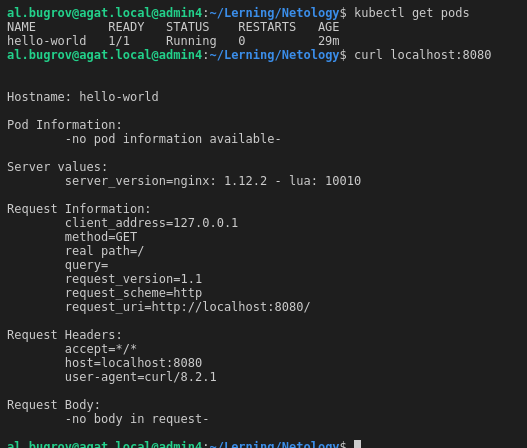 al.bugrov@agat.local@admin4:~/Lerning/Netology$ kubectl get pods
NAME          READY   STATUS    RESTARTS   AGE
hello-world   1/1     Running   0          29m
al.bugrov@agat.local@admin4:~/Lerning/Netology$ curl localhost:8080
Hostname: hello-world
Pod Information:
        -no pod information available-
Server values:
        server_version=nginx: 1.12.2 - lua: 10010
Request Information:
        client_address=127.0.0.1
        method=GET
        real path=/
        query=
        request_version=1.1
        request_scheme=http
        request_uri=http://localhost:8080/
Request Headers:
        accept=*/*
        host=localhost:8080
        user-agent=curl/8.2.1
Request Body:
        -no body in request-
al.bugrov@agat.local@admin4:~/Lerning/Netology$